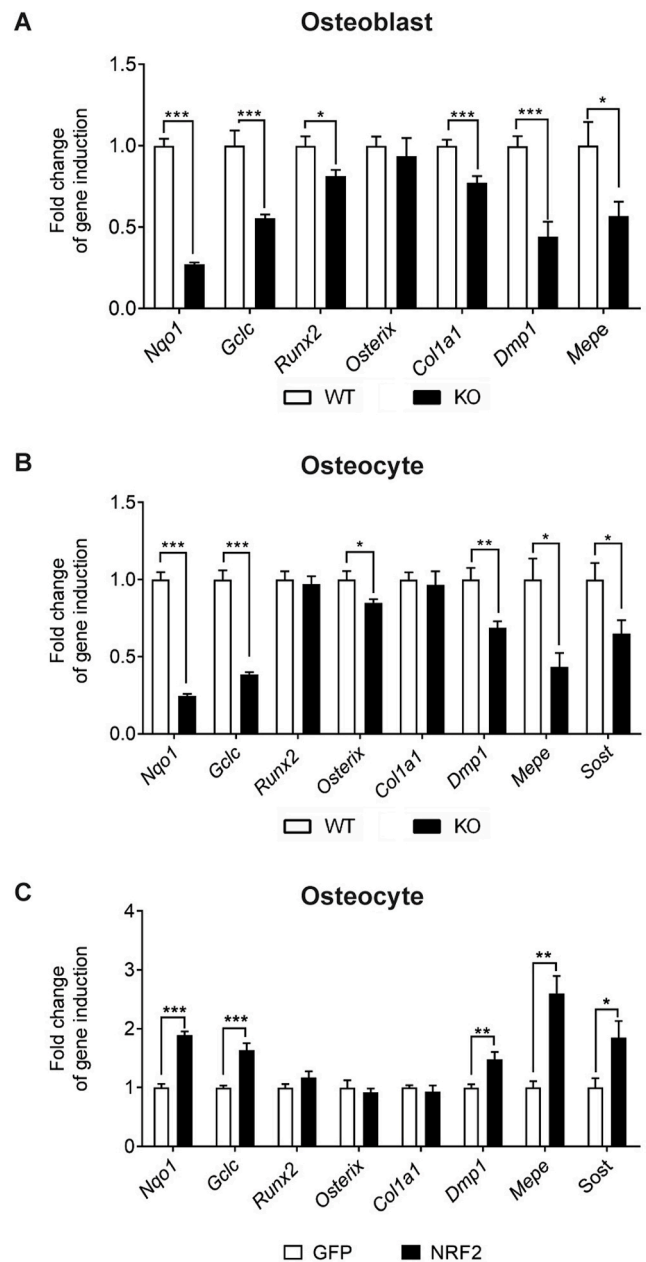 A
Osteoblast
Fold change
of gene induction
1.5
1.0
0.5
0.0
***
***
*
***
***
*
Nqo1
Gclc
Runx2
Osterix
Col1a1
Dmp1
Mepe
WT
KO
B
Osteocyte
Fold change
of gene induction
1.5
1.0
0.5
0.0
***
***
*
**
*
*
Nqo1
Gclc
Runx2
Osterix
Col1a1
Dmp1
Mepe
Sost
WT
KO
C
Osteocyte
Fold change
of gene induction
4
3
2
1
0
***
***
**
**
*
Nqo1
Gclc
Runx2
Osterix
Col1a1
Dmp1
Mepe
Sost
GFP
NRF2